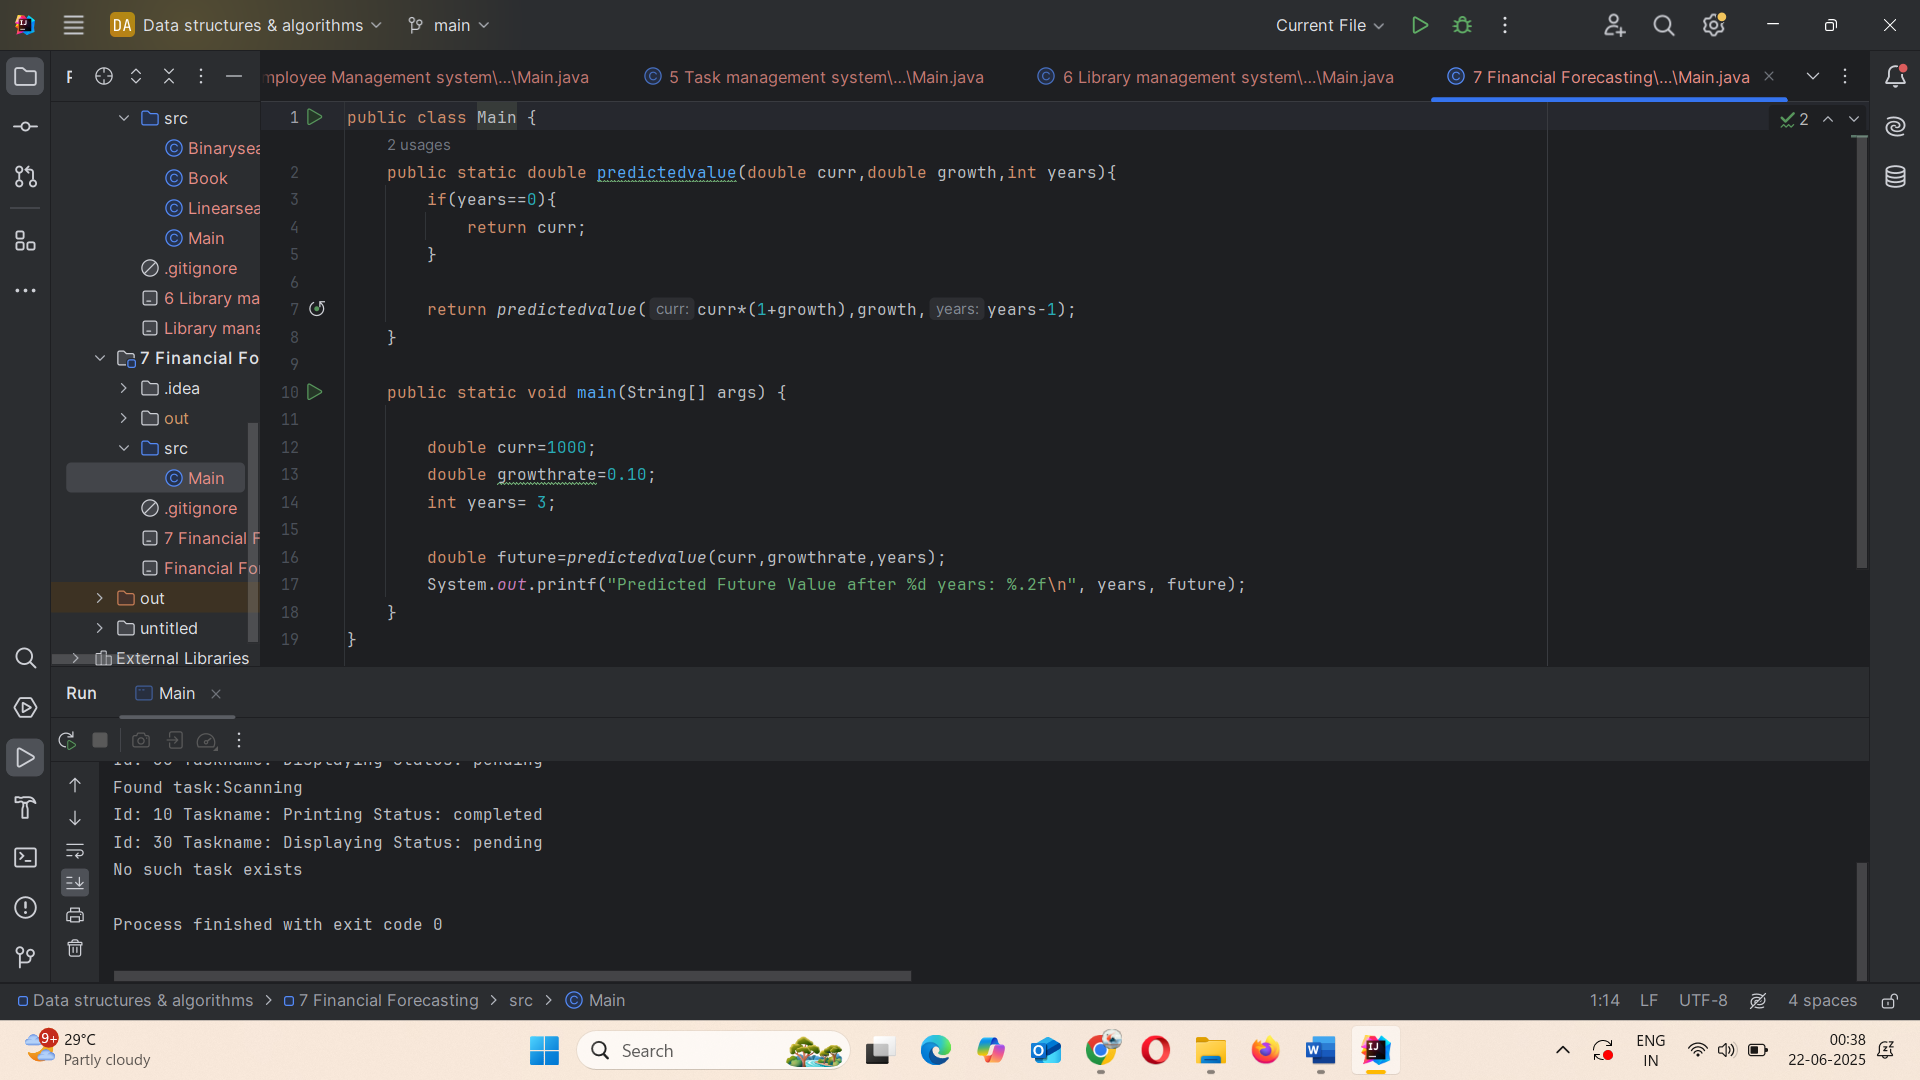 DA Data structures & algorithms main Current File
mployee Management system\...\Main.java 5 Task management system\...\Main.java 6 Library management system\...\Main.java 7 Financial Forecasting\...\Main.java
src
Binarysea
Book
Linearsea
Main
.gitignore
6 Library ma
Library mana
7 Financial Fo
.idea
out
src
Main
.gitignore
7 Financial F
Financial Fo
out
untitled
External Libraries
2
1 public class Main {
2 usages
2 public static double predictedvalue(double curr,double growth,int years){
3 if(years==0){
4 return curr;
5 }
6
7 return predictedvalue( curr: curr*(1+growth),growth, years: years-1);
8 }
9
10 public static void main(String[] args) {
11
12 double curr=1000;
13 double growthrate=0.10;
14 int years= 3;
15
16 double future=predictedvalue(curr,growthrate,years);
17 System.out.printf("Predicted Future Value after %d years: %.2f\n", years, future);
18 }
19 }
Run Main
Taskname: Displaying Status: pending
Found task:Scanning
Id: 10 Taskname: Printing Status: completed
Id: 30 Taskname: Displaying Status: pending
No such task exists
Process finished with exit code 0
Data structures & algorithms > 7 Financial Forecasting > src > Main 1:14 LF UTF-8 4 spaces
9+ 29°C
Partly cloudy
Search
ENG
IN
00:38
22-06-2025